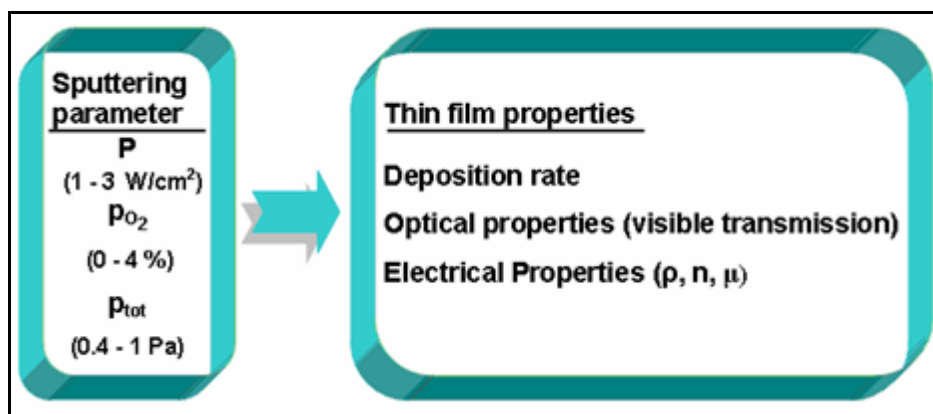 Sputtering
parameter
P
(1 - 3 W/cm²)
pO₂
(0 - 4 %)
ptot
(0.4 - 1 Pa)
Thin film properties
Deposition rate
Optical properties (visible transmission)
Electrical Properties (ρ, n, μ)